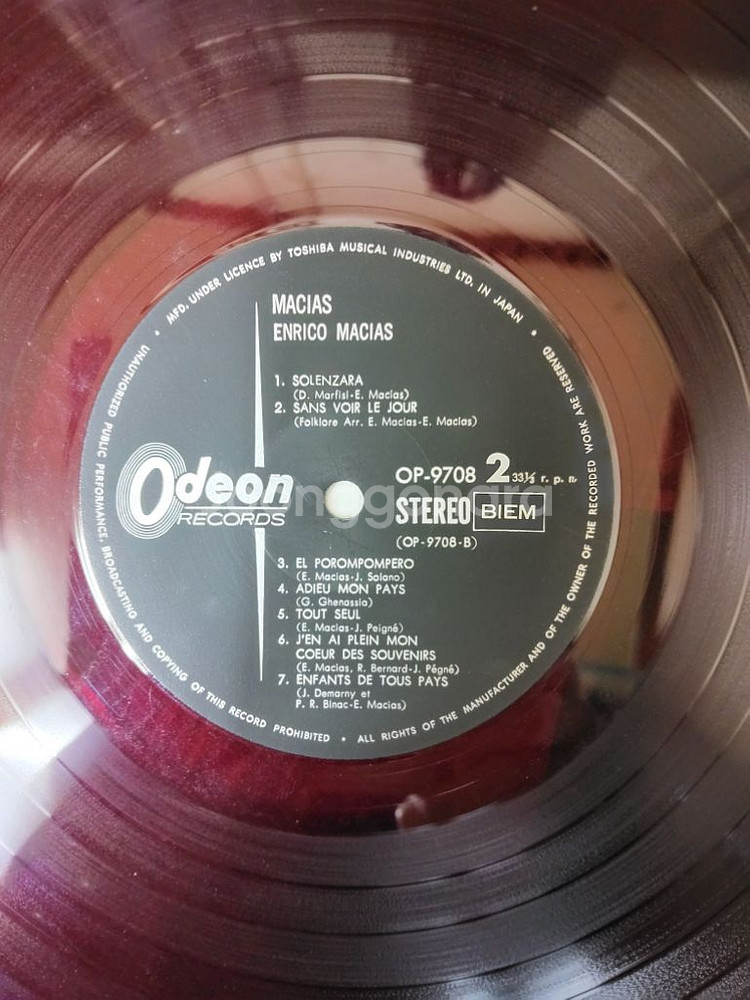 MFD. UNDER LICENCE BY TOSHIBA MUSICAL INDUSTRIES LTD. IN JAPAN
MACIAS
ENRICO MACIAS
1. SOLENZARA
(D. Marfisi-E. Macias)
2. SANS VOIR LE JOUR
(Folklore Arr. E. Macias-E. Macias)
Odeon
RECORDS
OP-9708 2 33⅓ r. p. m.
STEREO BIEM
(OP-9708-B)
3. EL POROMPOMPERO
(E. Macias-J. Solano)
4. ADIEU MON PAYS
(G. Ghenassia)
5. TOUT SEUL
(E. Macias-J. Peigné)
6. J'EN AI PLEIN MON
COEUR DES SOUVENIRS
(E. Macias, R. Bernard-J. Pégné)
7. ENFANTS DE TOUS PAYS
(J. Demarny et
P. R. Blnac-E. Macias)
UNAUTHORIZED PUBLIC PERFORMANCE, BROADCASTING AND COPYING OF THIS RECORD PROHIBITED • ALL RIGHTS OF THE MANUFACTURER AND OF THE OWNER OF THE RECORDED WORK ARE RESERVED